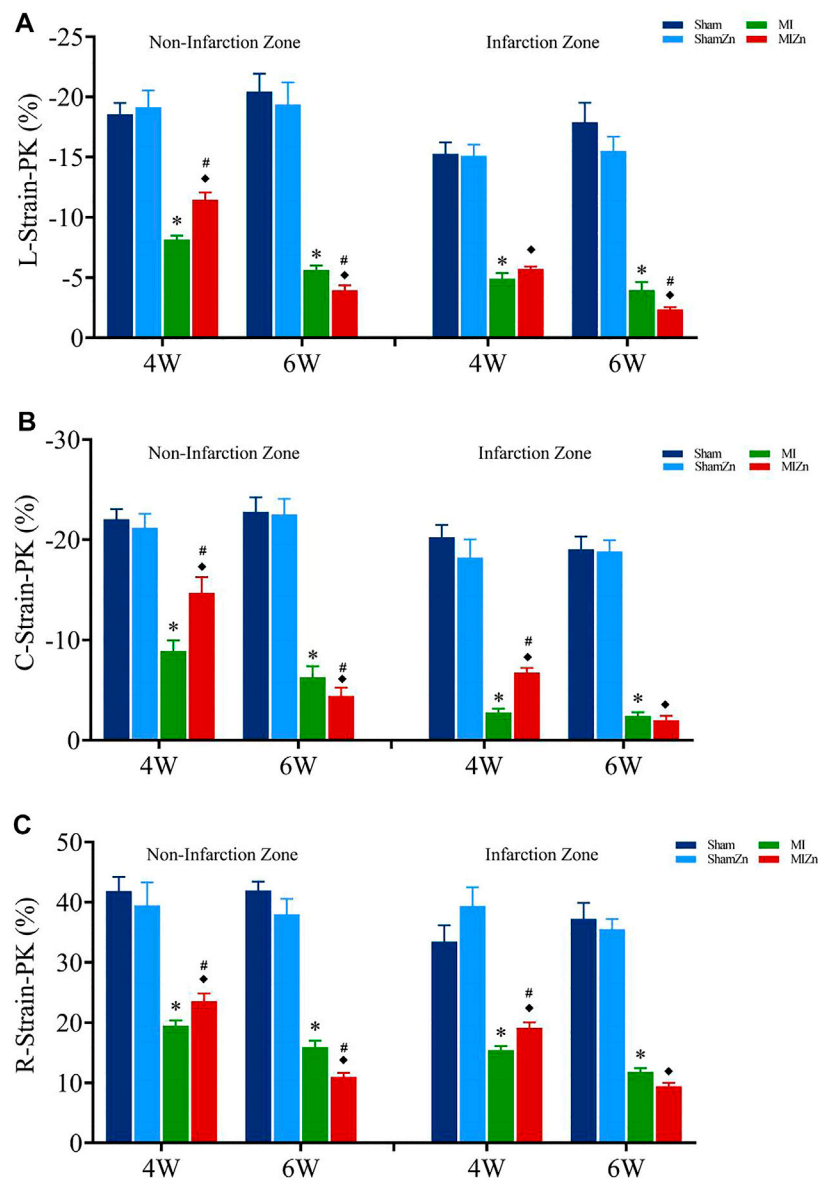 A
Non-Infarction Zone
Infarction Zone
Sham
MI
ShamZn
MIZn
L-Strain-PK (%)
-25
-20
-15
-10
-5
0
*
◆
#
*
◆
#
*
◆
*
◆
#
4W
6W
4W
6W
B
Non-Infarction Zone
Infarction Zone
Sham
MI
ShamZn
MIZn
C-Strain-PK (%)
-30
-20
-10
0
*
◆
#
*
◆
#
*
◆
#
*
◆
4W
6W
4W
6W
C
Non-Infarction Zone
Infarction Zone
Sham
MI
ShamZn
MIZn
R-Strain-PK (%)
50
40
30
20
10
0
*
◆
#
*
◆
#
*
◆
#
*
◆
4W
6W
4W
6W